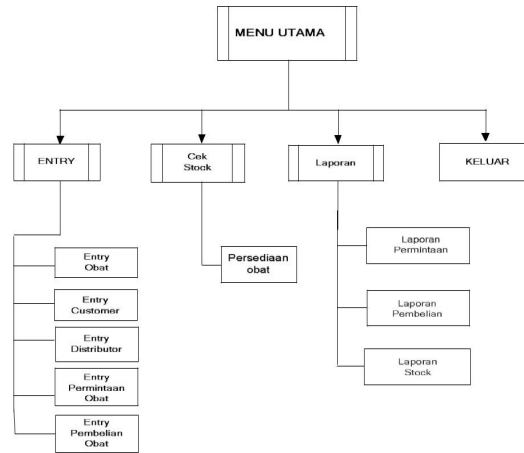 MENU UTAMA
ENTRY
Cek
Stock
Laporan
KELUAR
Entry
Obat
Entry
Customer
Entry
Distributor
Entry
Permintaan
Obat
Entry
Pembelian
Obat
Persediaan
obat
Laporan
Permintaan
Laporan
Pembelian
Laporan
Stock